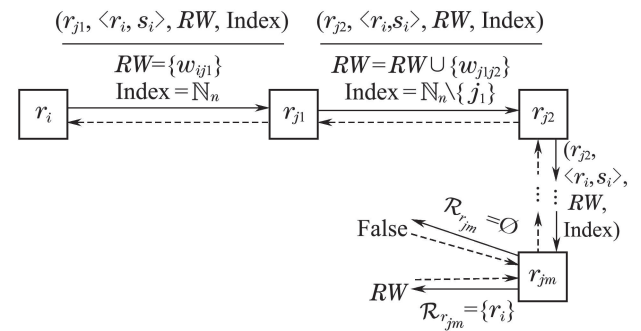 (r_{j1}, <r_i, s_i>, RW, Index) (r_{j2}, <r_i,s_i>, RW, Index)
RW={w_{ij1}} RW=RW∪{w_{j1j2}}
Index=ℕ_n Index=ℕ_n\{j_1}
r_i r_{j1} r_{j2}
(r_{j2},
<r_i,s_i>,
RW,
Index)
⋮ ⋮
ℛ_{r_{jm}}=∅
False
r_{jm}
RW
ℛ_{r_{jm}}={r_i}